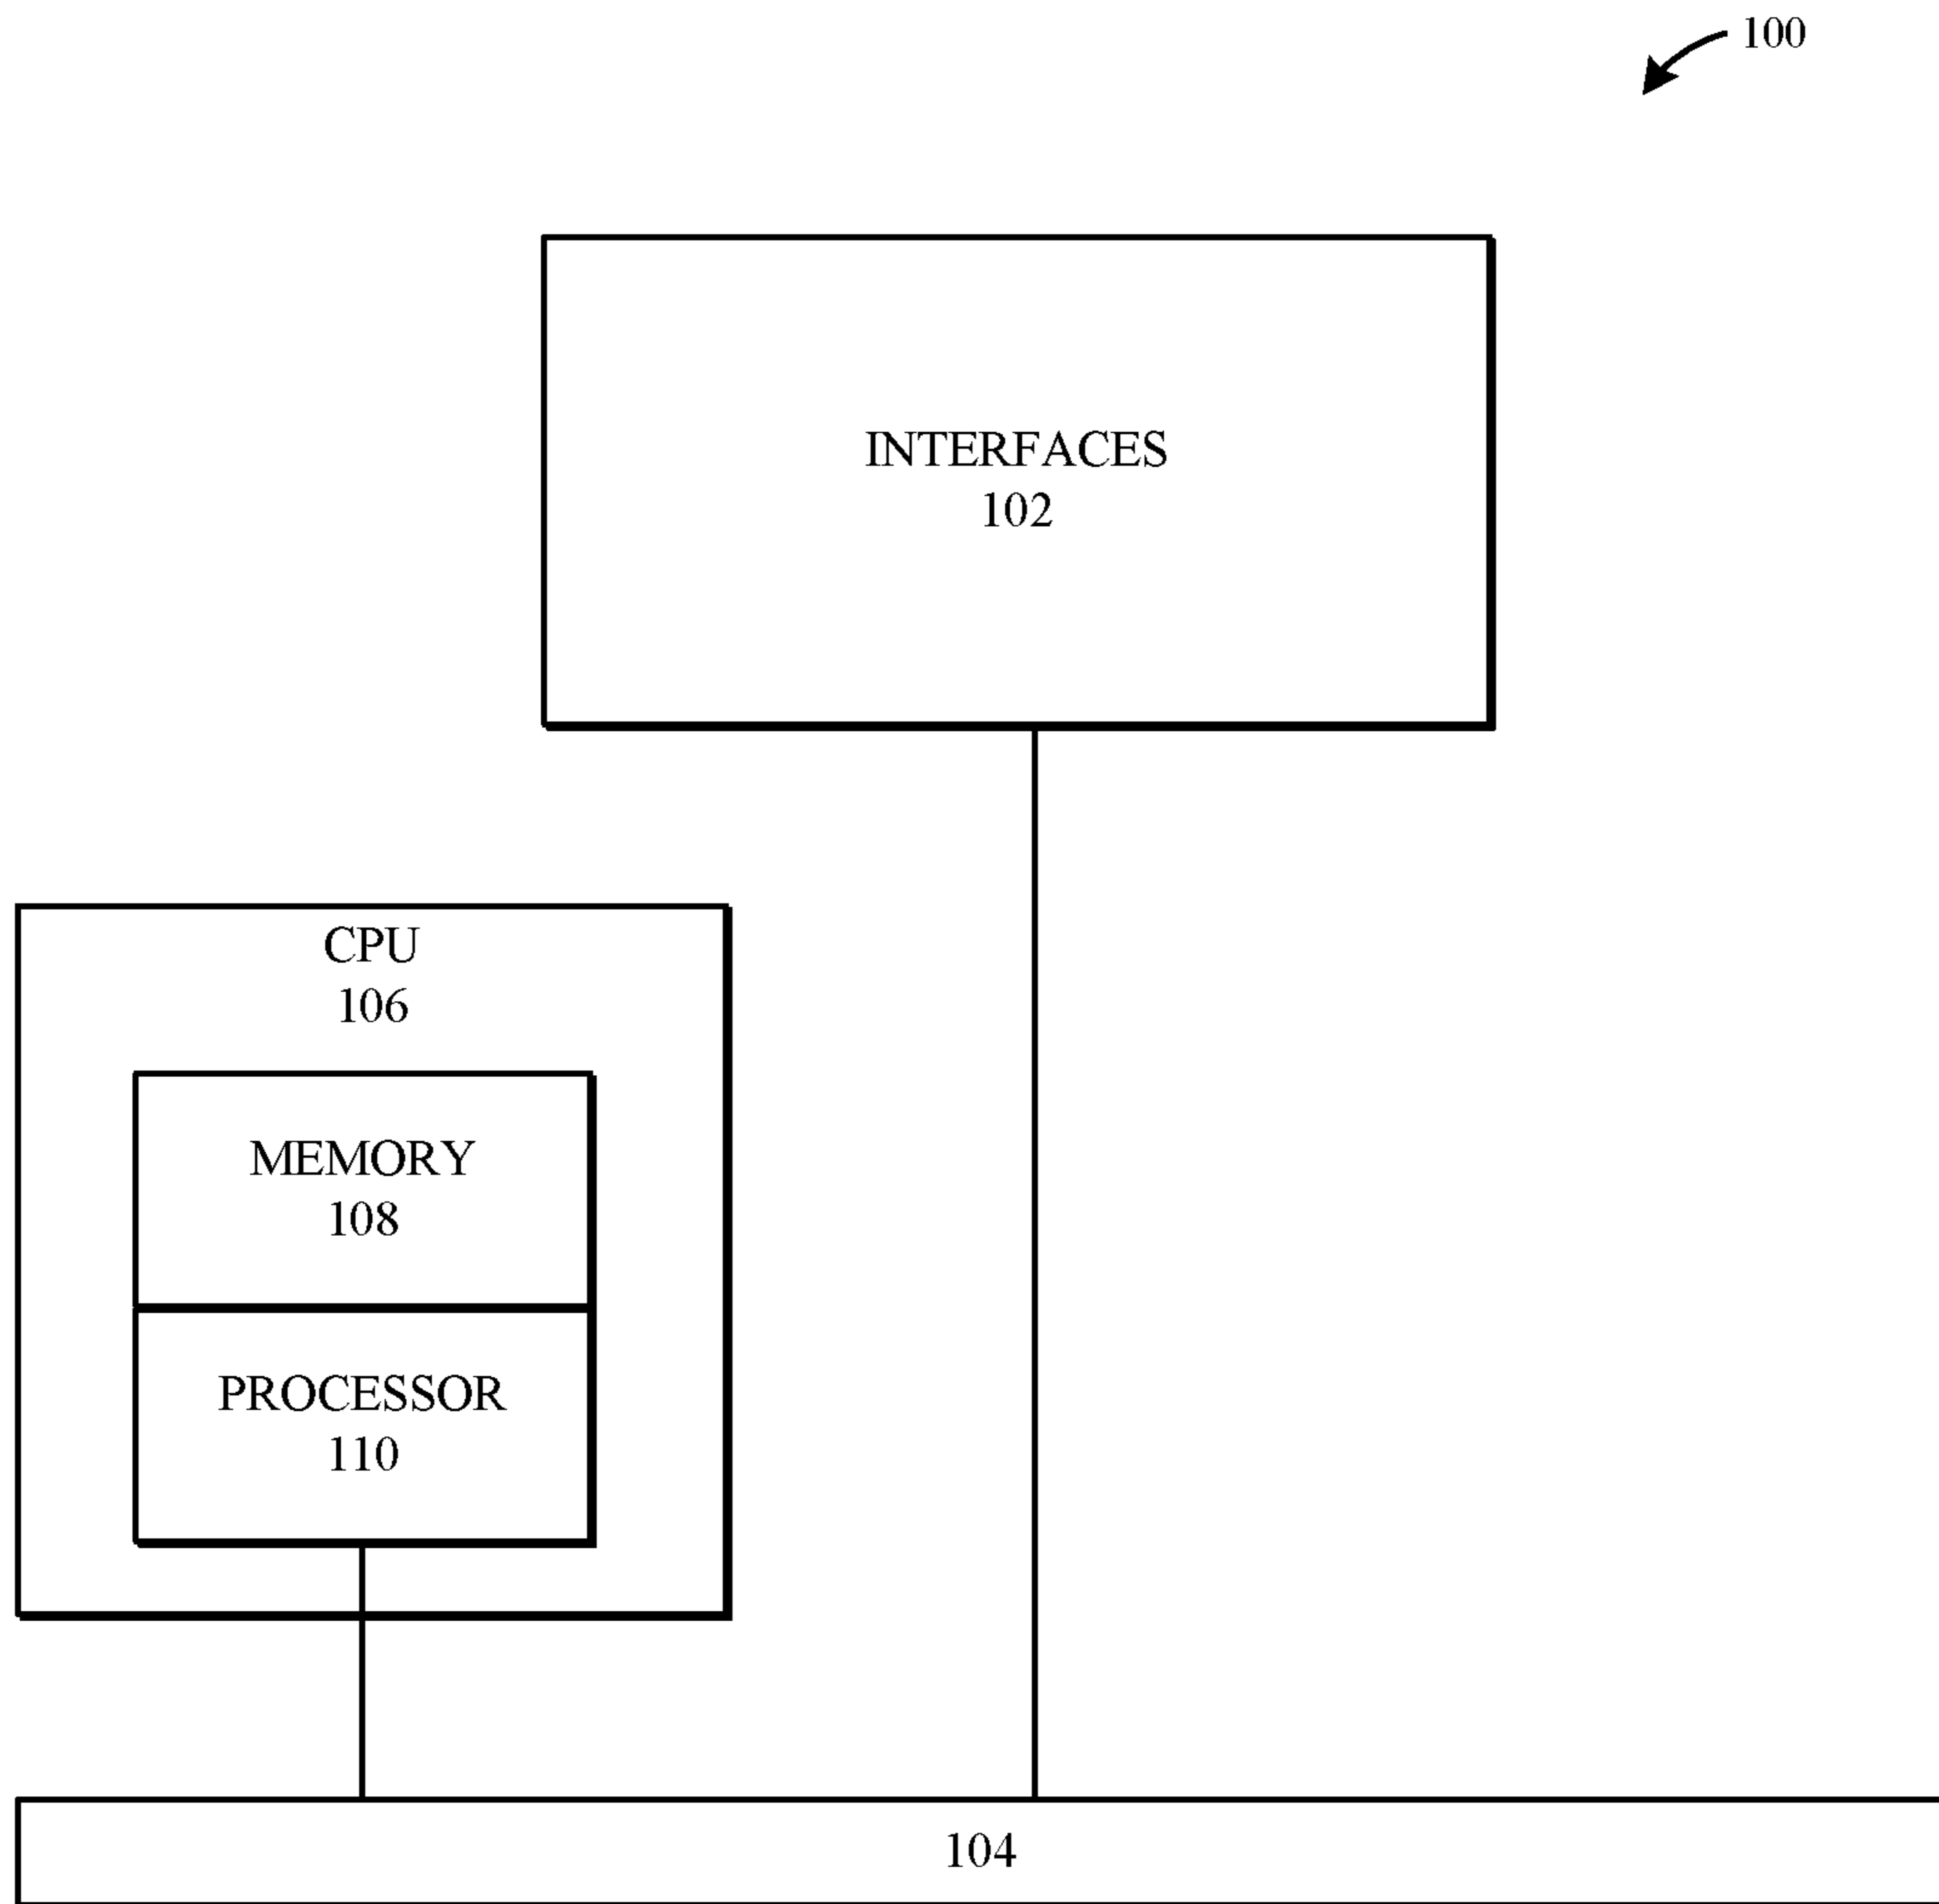 100
INTERFACES
102
CPU
106
MEMORY
108
PROCESSOR
110
104